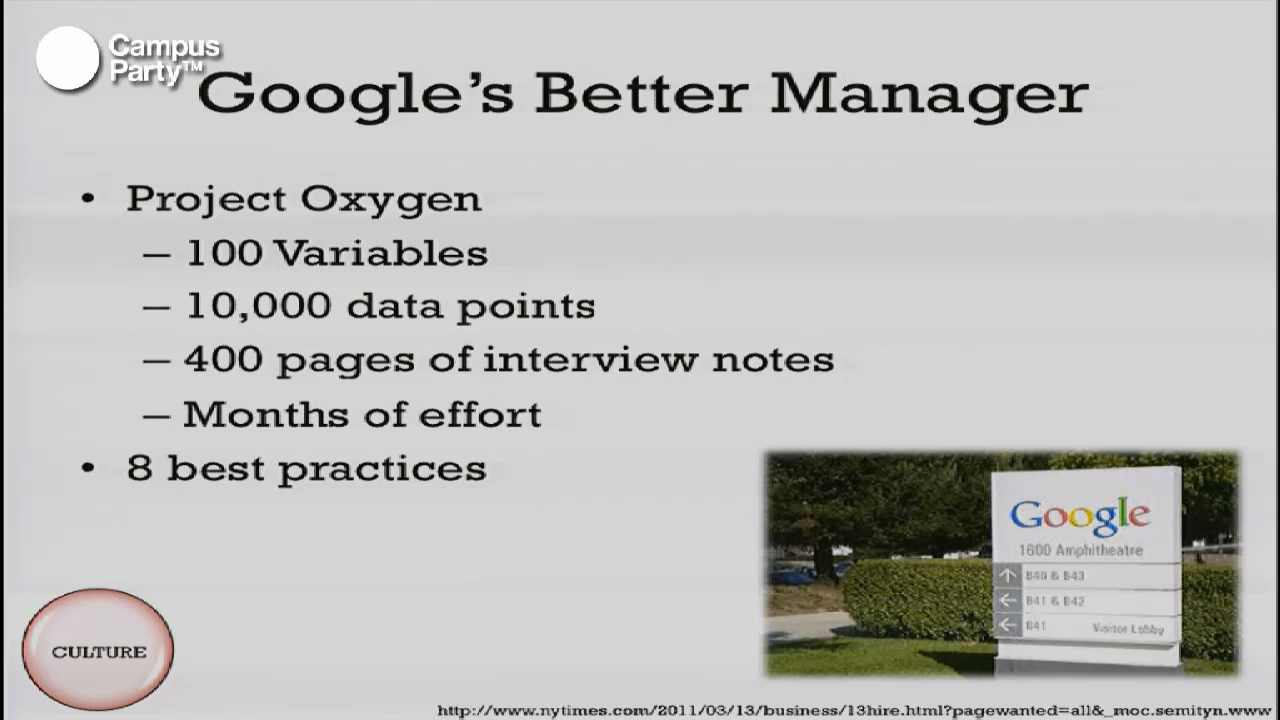 Campus
Party™
Google's Better Manager
• Project Oxygen
– 100 Variables
– 10,000 data points
– 400 pages of interview notes
– Months of effort
• 8 best practices
Google
1600 Amphitheatre
B40 & B43
B41 & B42
B41 Visitor Lobby
CULTURE
http://www.nytimes.com/2011/03/13/business/13hire.html?pagewanted=all&_moc.semityn.www